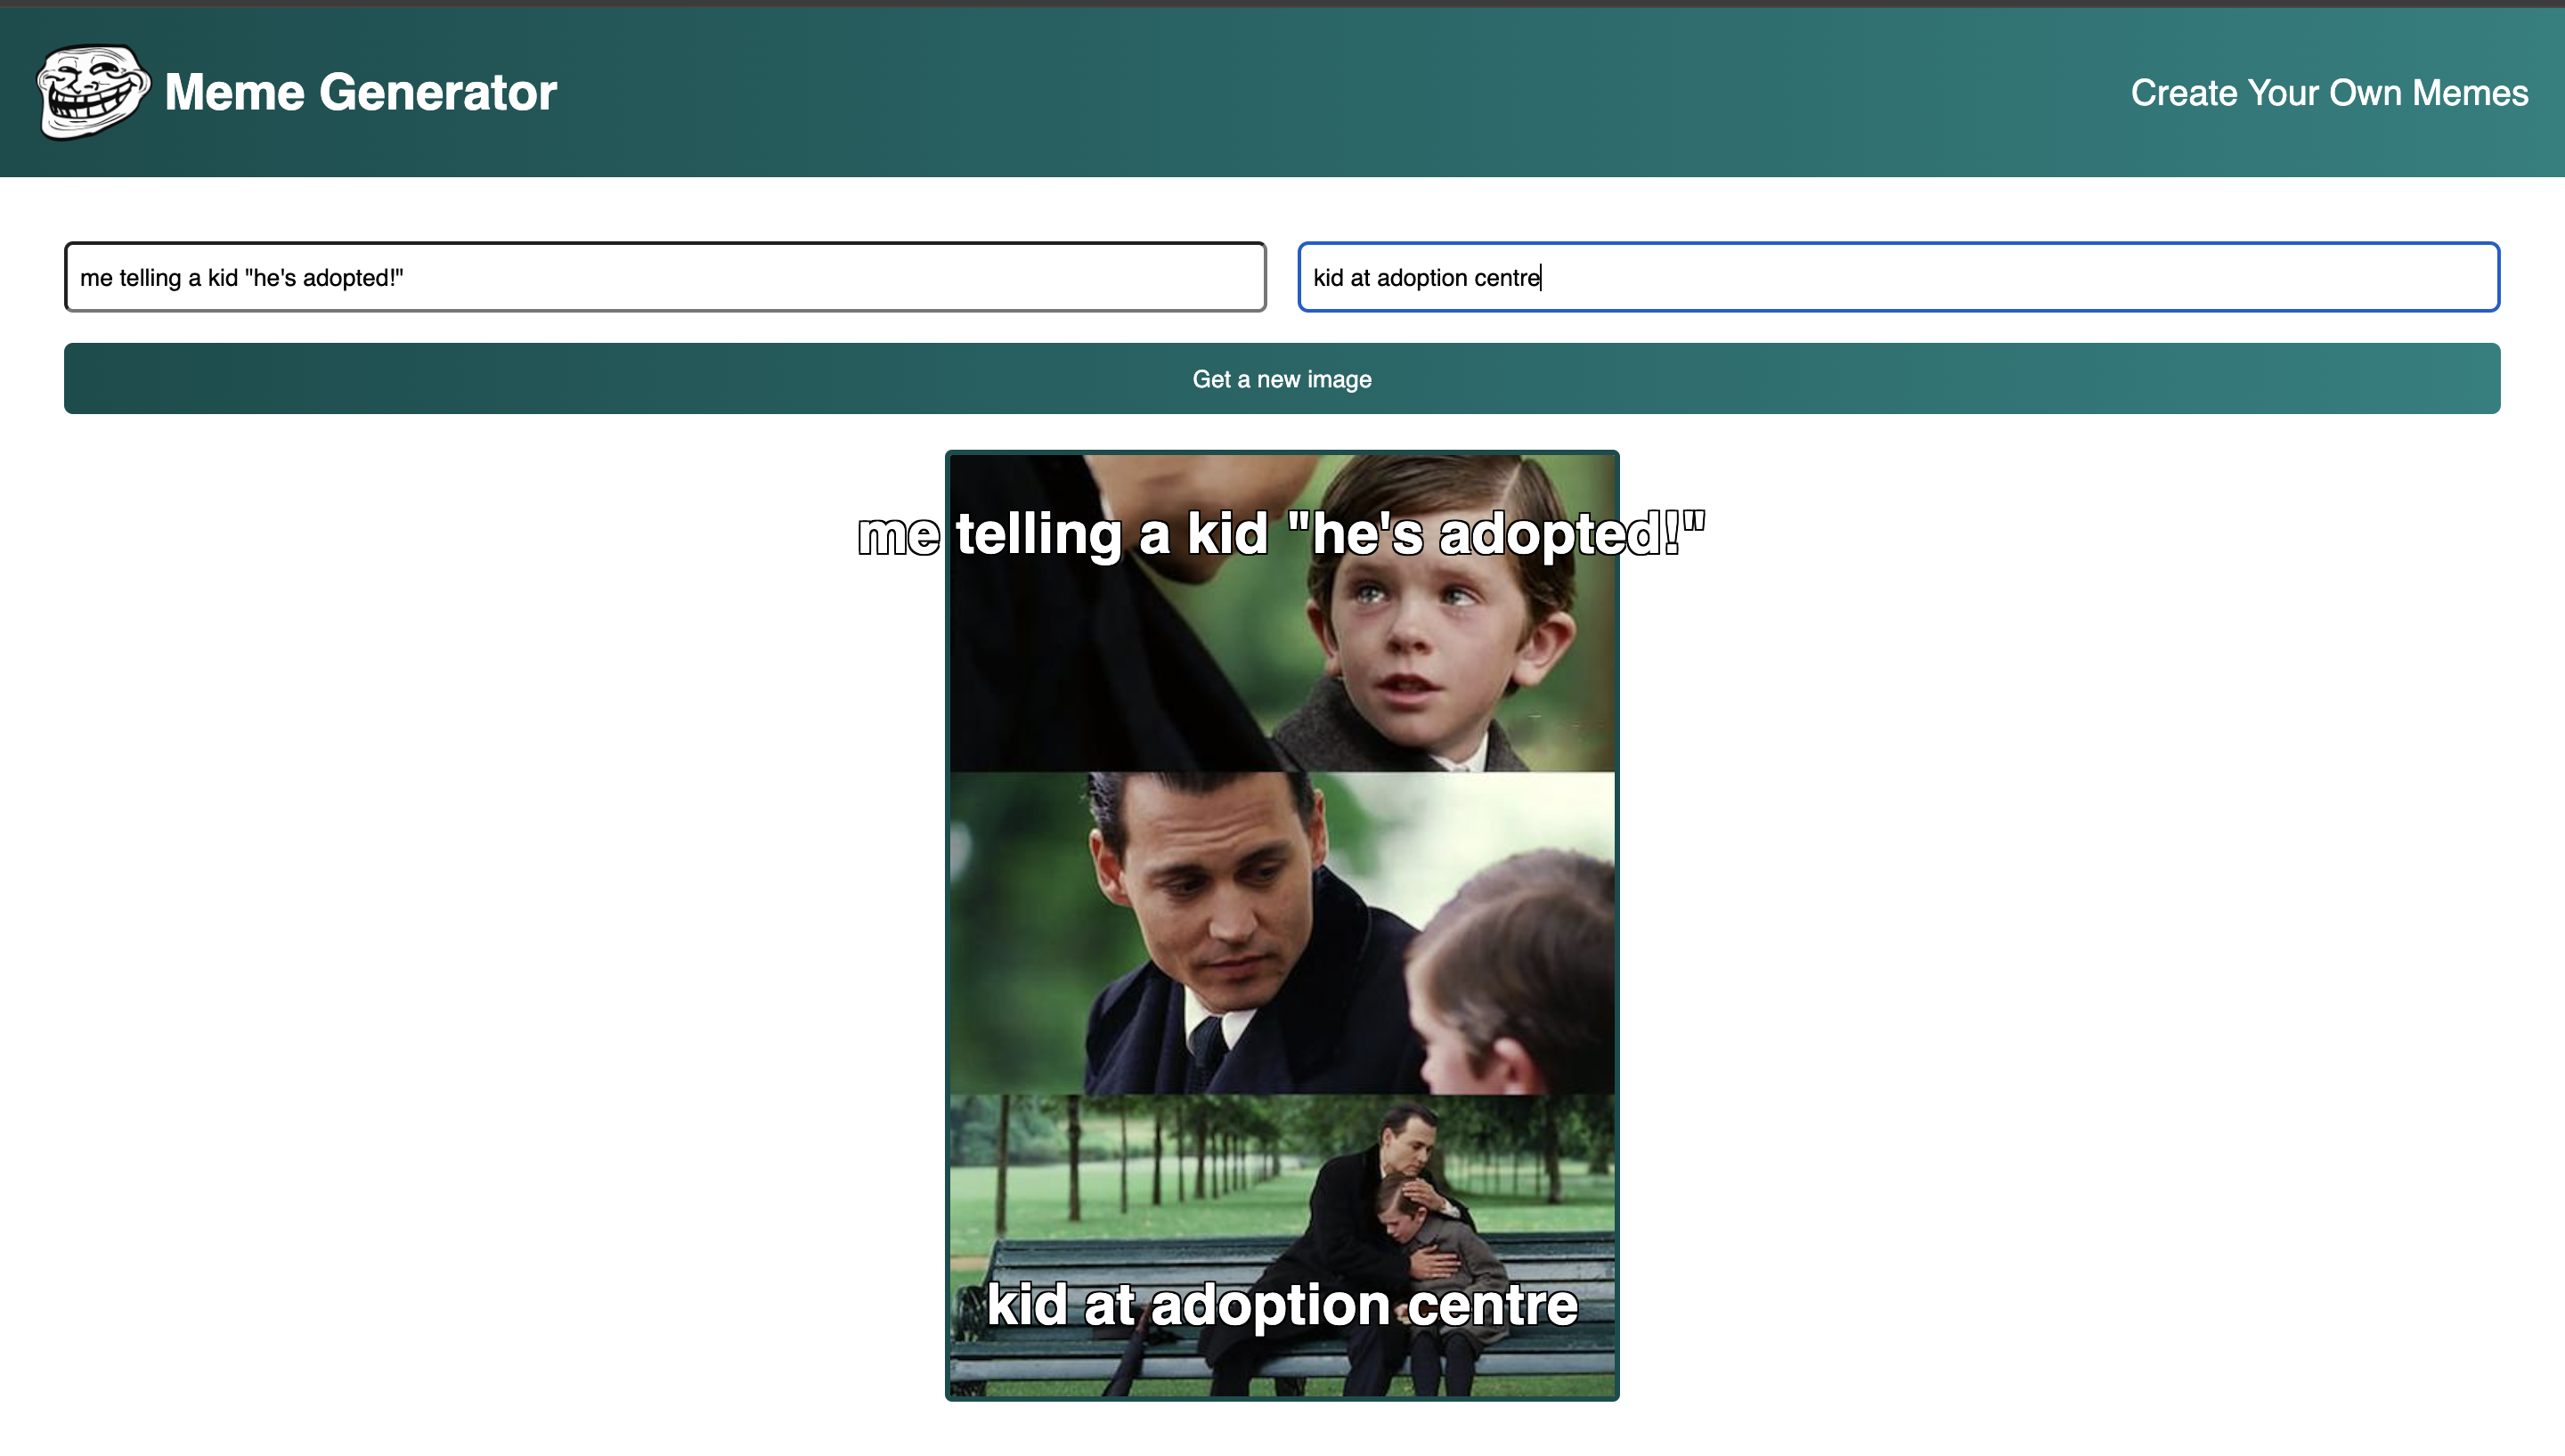 Meme Generator
Create Your Own Memes
me telling a kid "he's adopted!"
kid at adoption centre
Get a new image
me telling a kid "he's adopted!"
kid at adoption centre